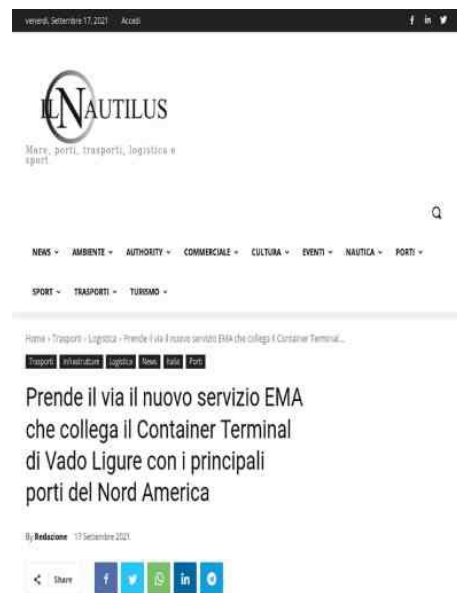 venerdì, Settembre 17, 2021 Accedi
IL NAUTILUS
Mare, porti, trasporti, logistica e
sport
NEWS AMBIENTE AUTHORITY COMMERCIALE CULTURA EVENTI NAUTICA PORTI
SPORT TRASPORTI TURISMO
Home › Trasporti › Logistica › Prende il via il nuovo servizio EMA che collega il Container Terminal...
Trasporti Infrastrutture Logistica News Italia Porti
Prende il via il nuovo servizio EMA
che collega il Container Terminal
di Vado Ligure con i principali
porti del Nord America
By Redazione 17 Settembre 2021
Share